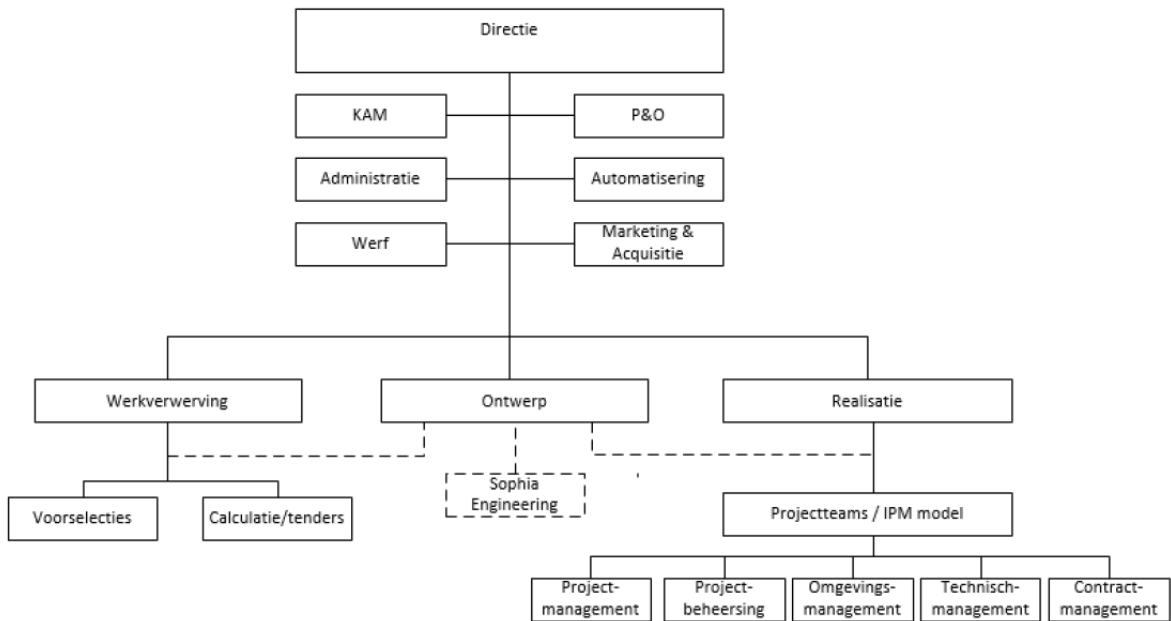 Directie
KAM
P&O
Administratie
Automatisering
Werf
Marketing &
Acquisitie
Werkverwerving
Ontwerp
Realisatie
Sophia
Engineering
Voorselecties
Calculatie/tenders
Projectteams / IPM model
Project-
management
Project-
beheersing
Omgevings-
management
Technisch-
management
Contract-
management